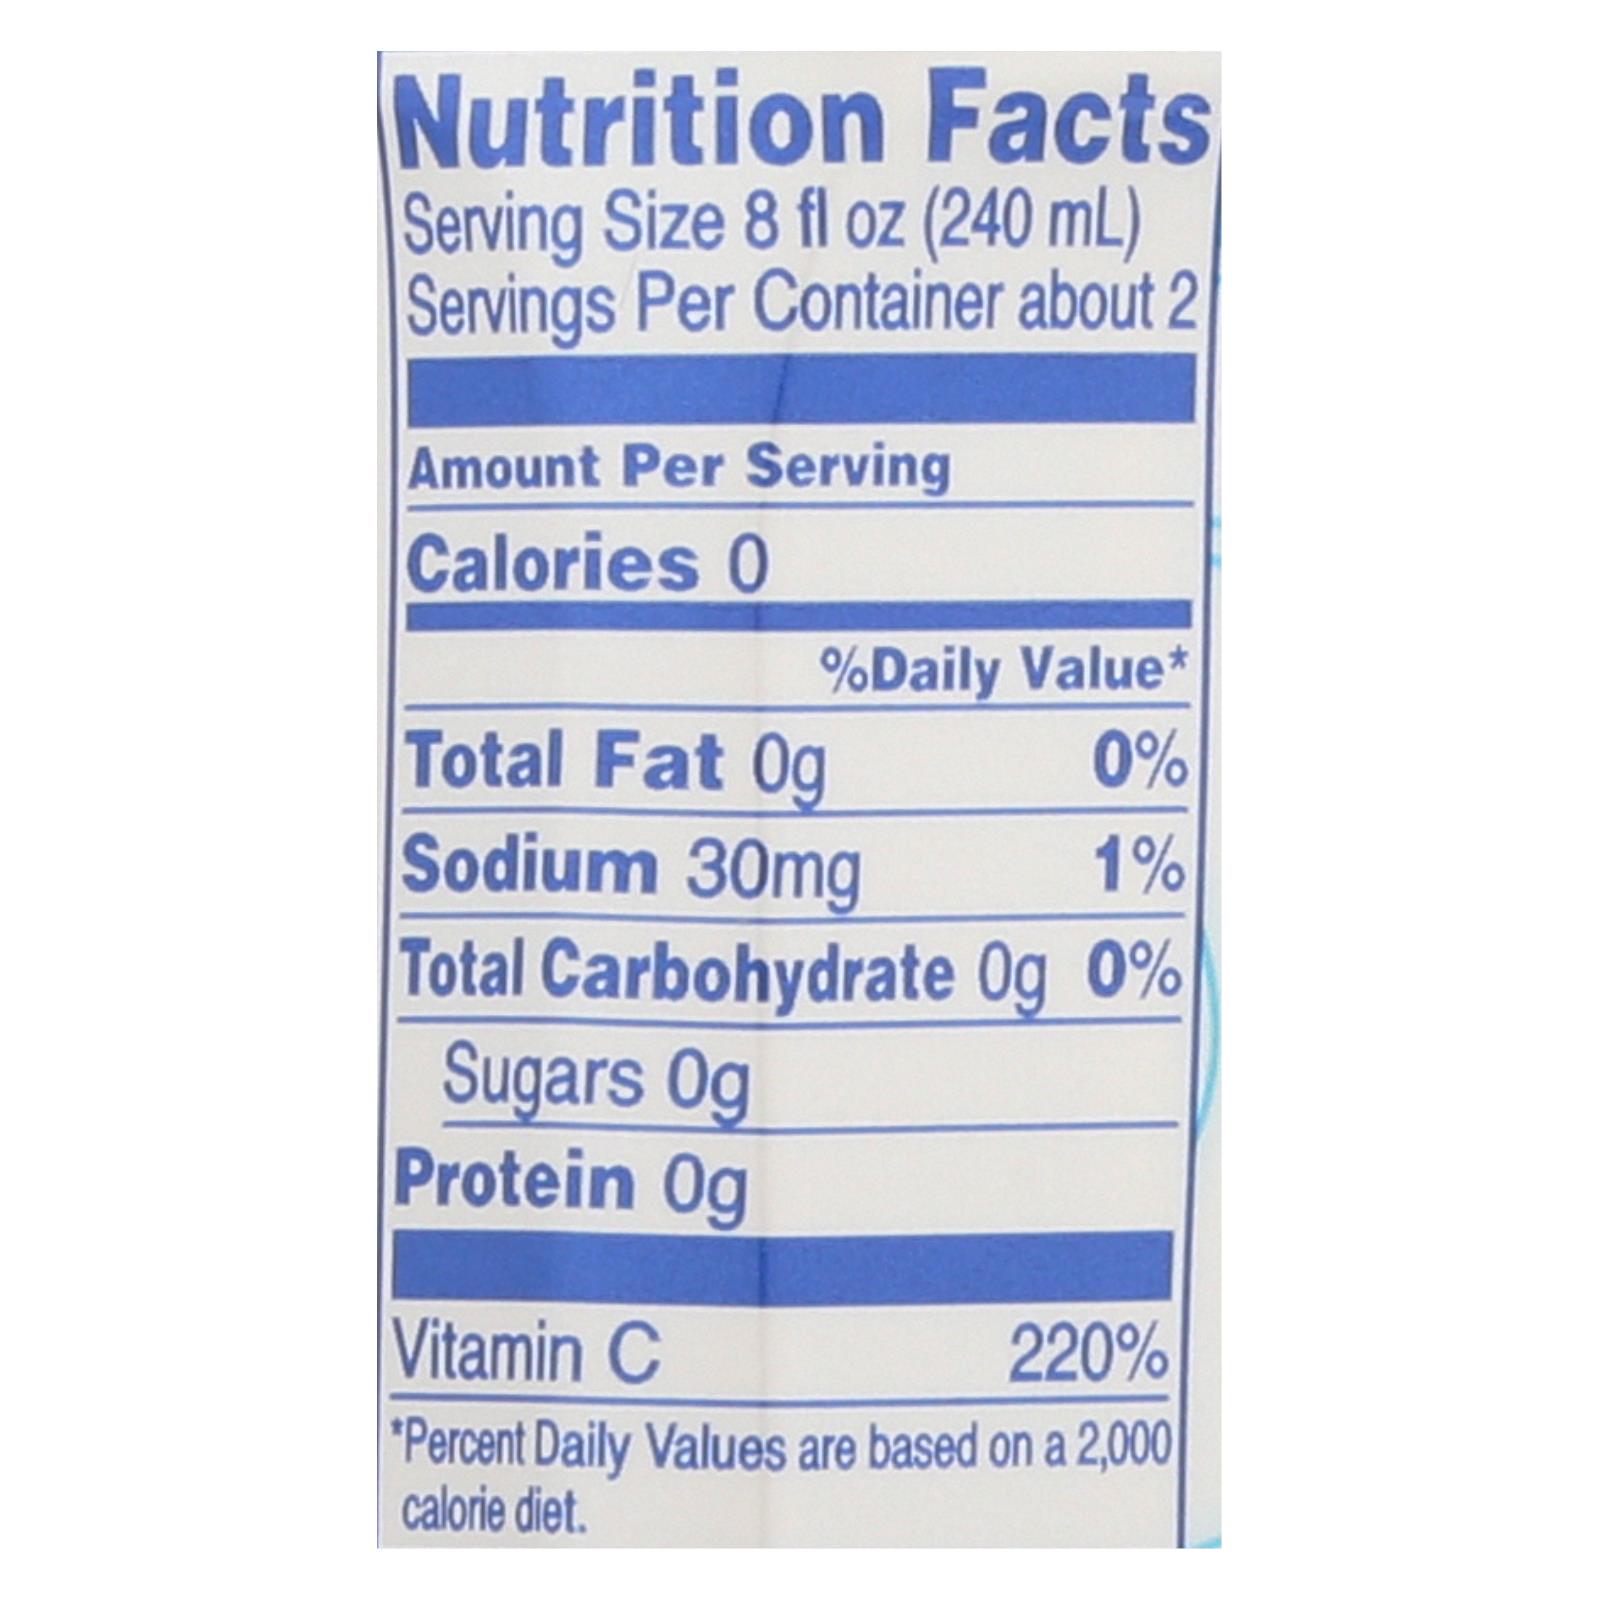 Nutrition Facts
Serving Size 8 fl oz (240 mL)
Servings Per Container about 2
Amount Per Serving
Calories 0
%Daily Value*
Total Fat 0g 0%
Sodium 30mg 1%
Total Carbohydrate 0g 0%
Sugars 0g
Protein 0g
Vitamin C 220%
*Percent Daily Values are based on a 2,000
calorie diet.